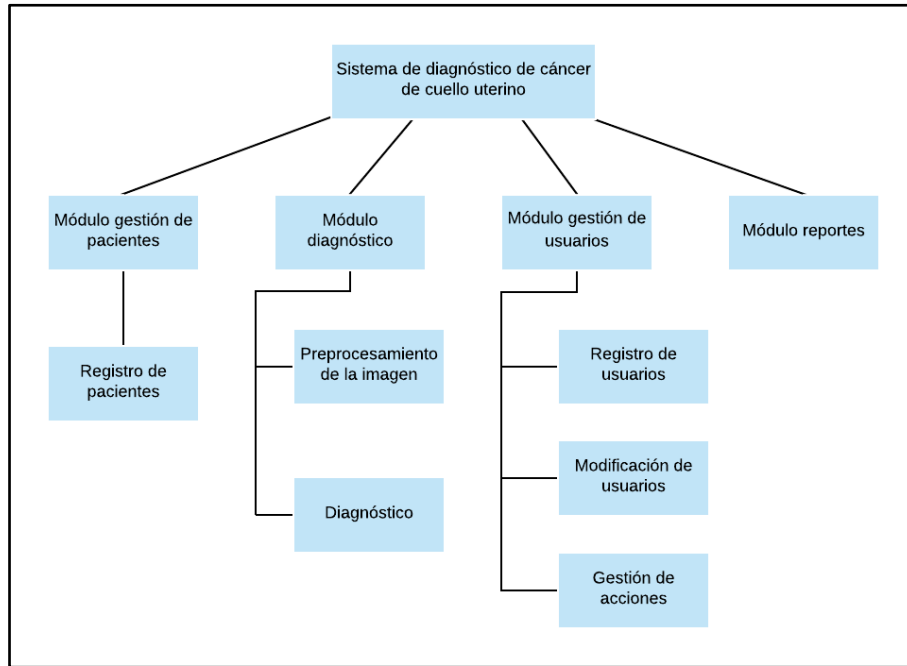 Sistema de diagnóstico de cáncer
de cuello uterino
Módulo gestión de
pacientes
Módulo
diagnóstico
Módulo gestión de
usuarios
Módulo reportes
Registro de
pacientes
Preprocesamiento
de la imagen
Diagnóstico
Registro de
usuarios
Modificación de
usuarios
Gestión de
acciones